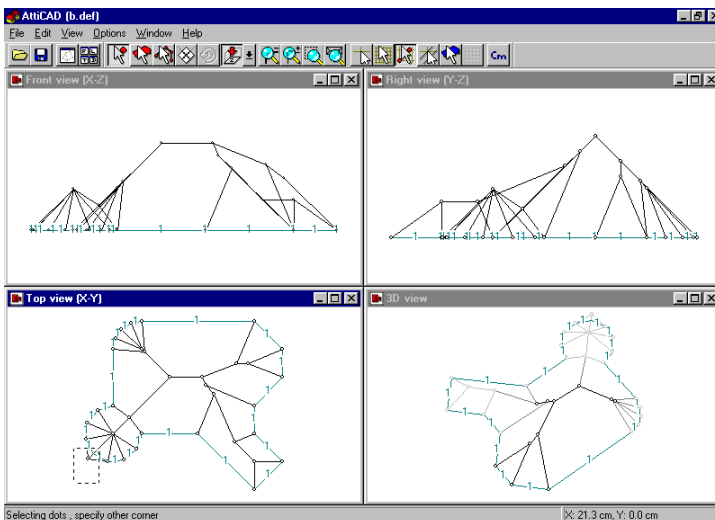 AttiCAD (b.def)
File Edit View Options Window Help
Cm
Front view (X-Z)
Right view (Y-Z)
Top view (X-Y)
3D view
Selecting dots , specify other corner
X: 21.3 cm, Y: 0.0 cm